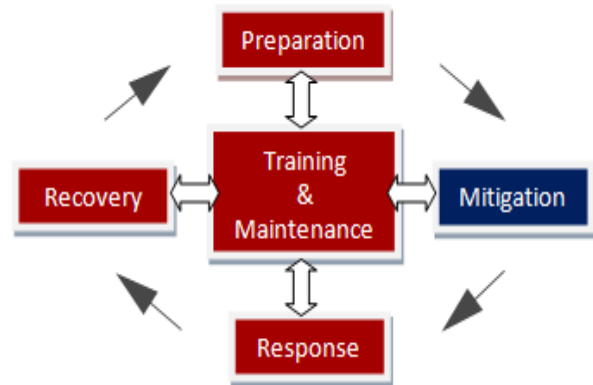 Preparation
Training
&
Maintenance
Recovery
Mitigation
Response